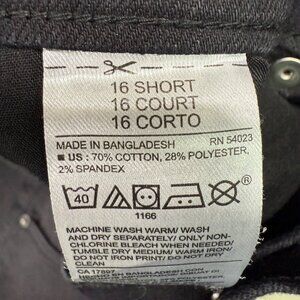 16 SHORT
16 COURT
16 CORTO
MADE IN BANGLADESH RN 54023
■ US : 70% COTTON, 28% POLYESTER,
2% SPANDEX
40
1166
MACHINE WASH WARM/ WASH
AND DRY SEPARATELY/ ONLY NON-
CHLORINE BLEACH WHEN NEEDED/
TUMBLE DRY MEDIUM/ WARM IRON/
DO NOT IRON PRINT/ DO NOT DRY
CLEAN
CA 17897